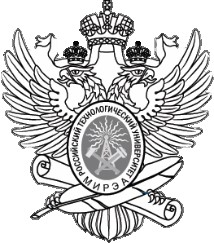 РОССИЙСКИЙ ТЕХНОЛОГИЧЕСКИЙ УНИВЕРСИТЕТ
МИРЭА